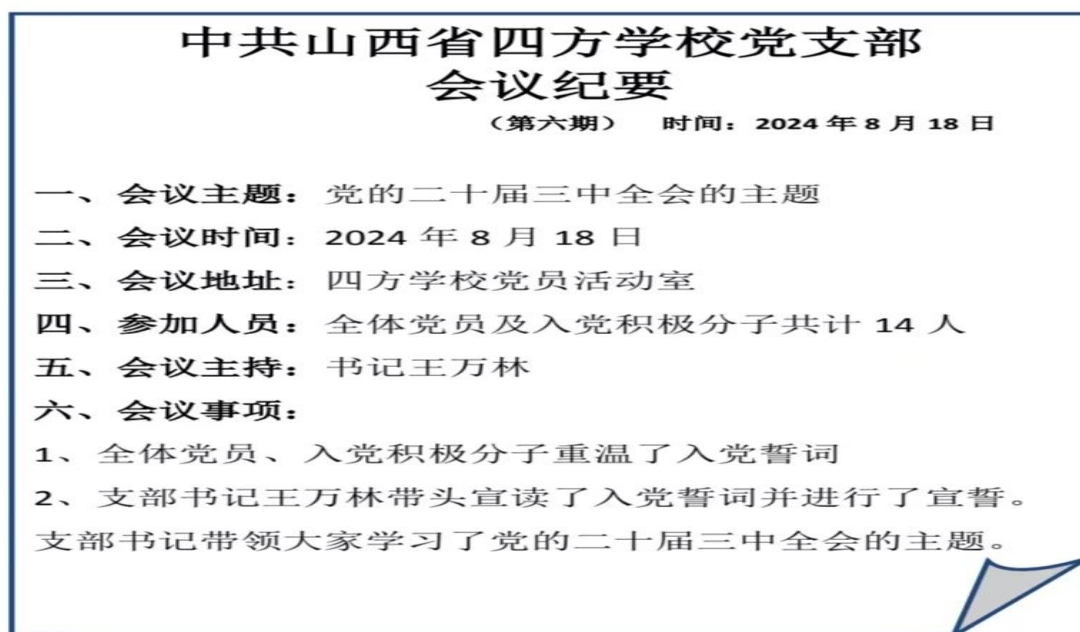 中共山西省四方学校党支部
会议纪要
（第六期） 时间：2024 年 8 月 18 日
一、会议主题：党的二十届三中全会的主题
二、会议时间：2024 年 8 月 18 日
三、会议地址：四方学校党员活动室
四、参加人员：全体党员及入党积极分子共计 14 人
五、会议主持：书记王万林
六、会议事项：
1、全体党员、入党积极分子重温了入党誓词
2、支部书记王万林带头宣读了入党誓词并进行了宣誓。
支部书记带领大家学习了党的二十届三中全会的主题。